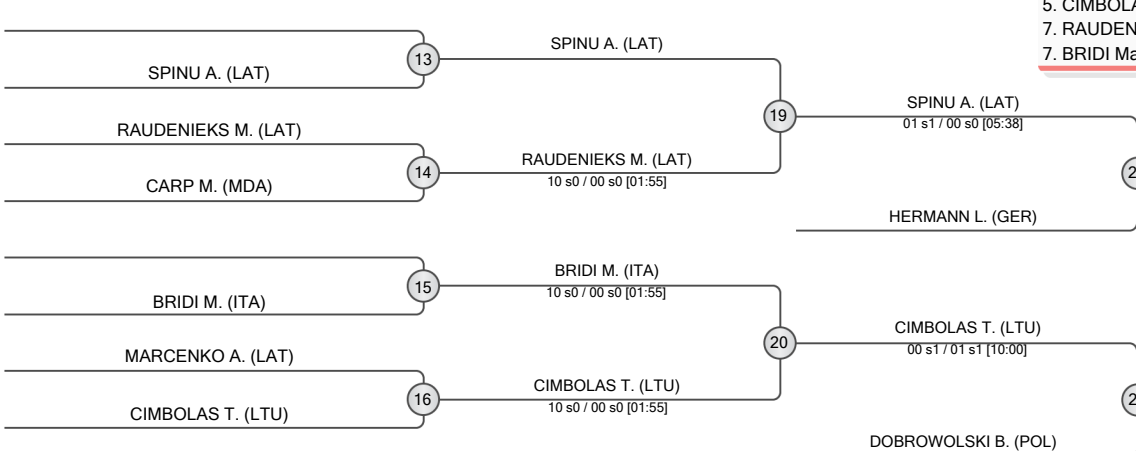 5. CIMBOLA
7. RAUDEN
7. BRIDI Ma
SPINU A. (LAT)
13
SPINU A. (LAT)
RAUDENIEKS M. (LAT)
14
CARP M. (MDA)
RAUDENIEKS M. (LAT)
10 s0 / 00 s0 [01:55]
19
SPINU A. (LAT)
01 s1 / 00 s0 [05:38]
2
HERMANN L. (GER)
BRIDI M. (ITA)
15
BRIDI M. (ITA)
10 s0 / 00 s0 [01:55]
MARCENKO A. (LAT)
16
CIMBOLAS T. (LTU)
CIMBOLAS T. (LTU)
10 s0 / 00 s0 [01:55]
20
CIMBOLAS T. (LTU)
00 s1 / 01 s1 [10:00]
2
DOBROWOLSKI B. (POL)